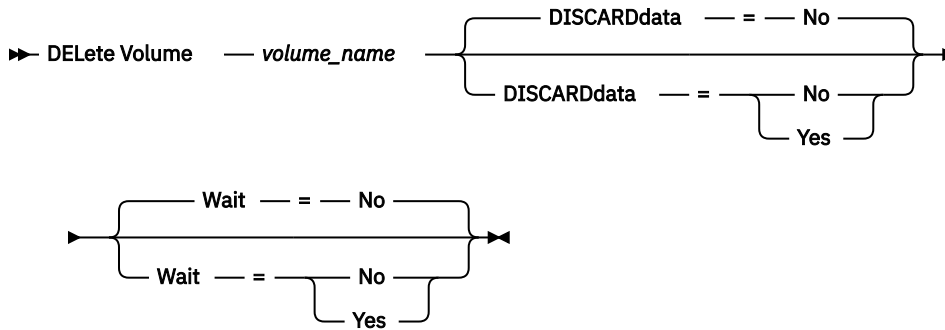 DISCARDdata = No
DELete Volume volume_name
DISCARDdata = No
Yes
Wait = No
Wait = No
Yes